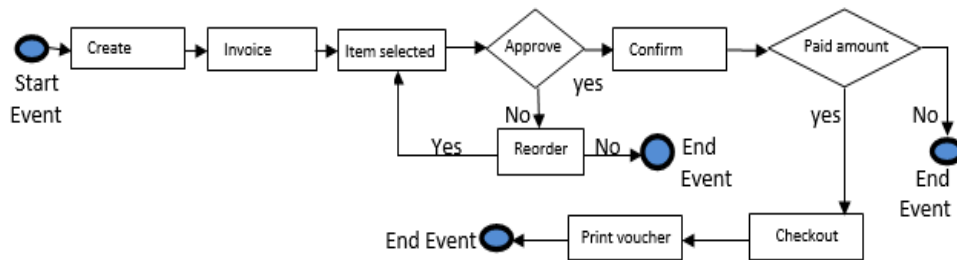 Create
Invoice
Item selected
Approve
Confirm
Paid amount
Start
Event
yes
No
yes
No
Yes
Reorder
No
End
Event
End
Event
End Event
Print voucher
Checkout